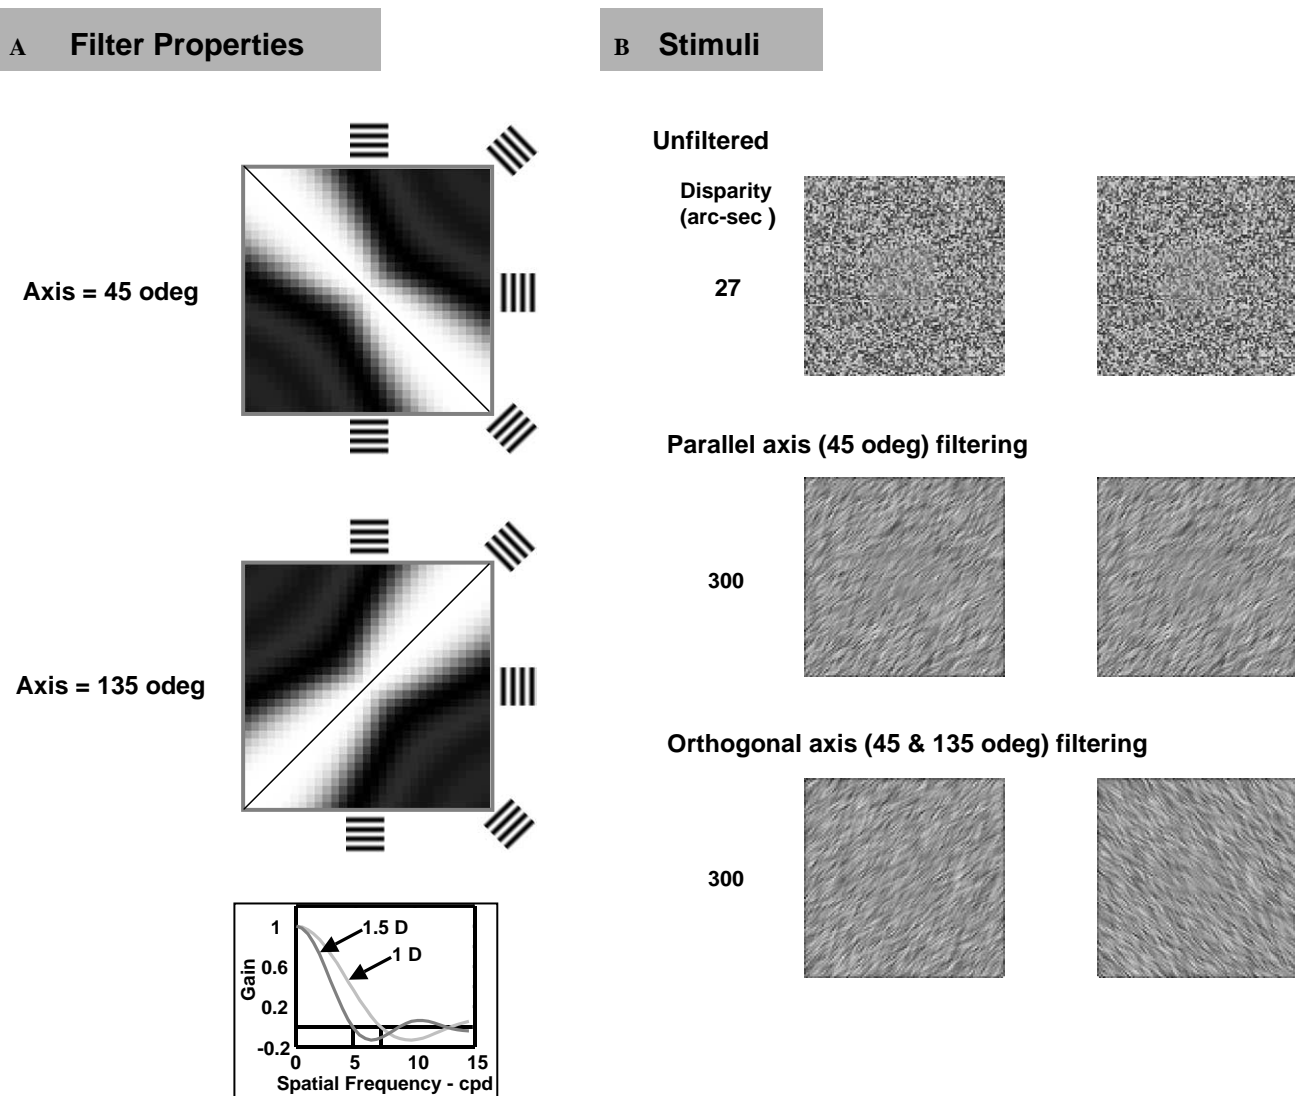 A Filter Properties
Axis = 45 odeg
Axis = 135 odeg
1
0.6
0.2
-0.2
Gain
1.5 D
1 D
0 5 10 15
Spatial Frequency - cpd
B Stimuli
Unfiltered
Disparity
(arc-sec )
27
Parallel axis (45 odeg) filtering
300
Orthogonal axis (45 & 135 odeg) filtering
300